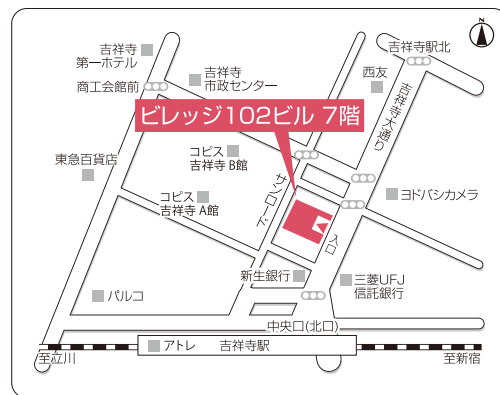 N
吉祥寺
第一ホテル
商工会館前
吉祥寺
市政センター
吉祥寺駅北
西友
吉祥寺大通り
ビレッジ102ビル 7階
東急百貨店
コピス
吉祥寺 B館
コピス
吉祥寺 A館
サンロード
ヨドバシカメラ
入口
新生銀行
三菱UFJ
信託銀行
パルコ
中央口(北口)
アトレ
吉祥寺駅
至立川
至新宿